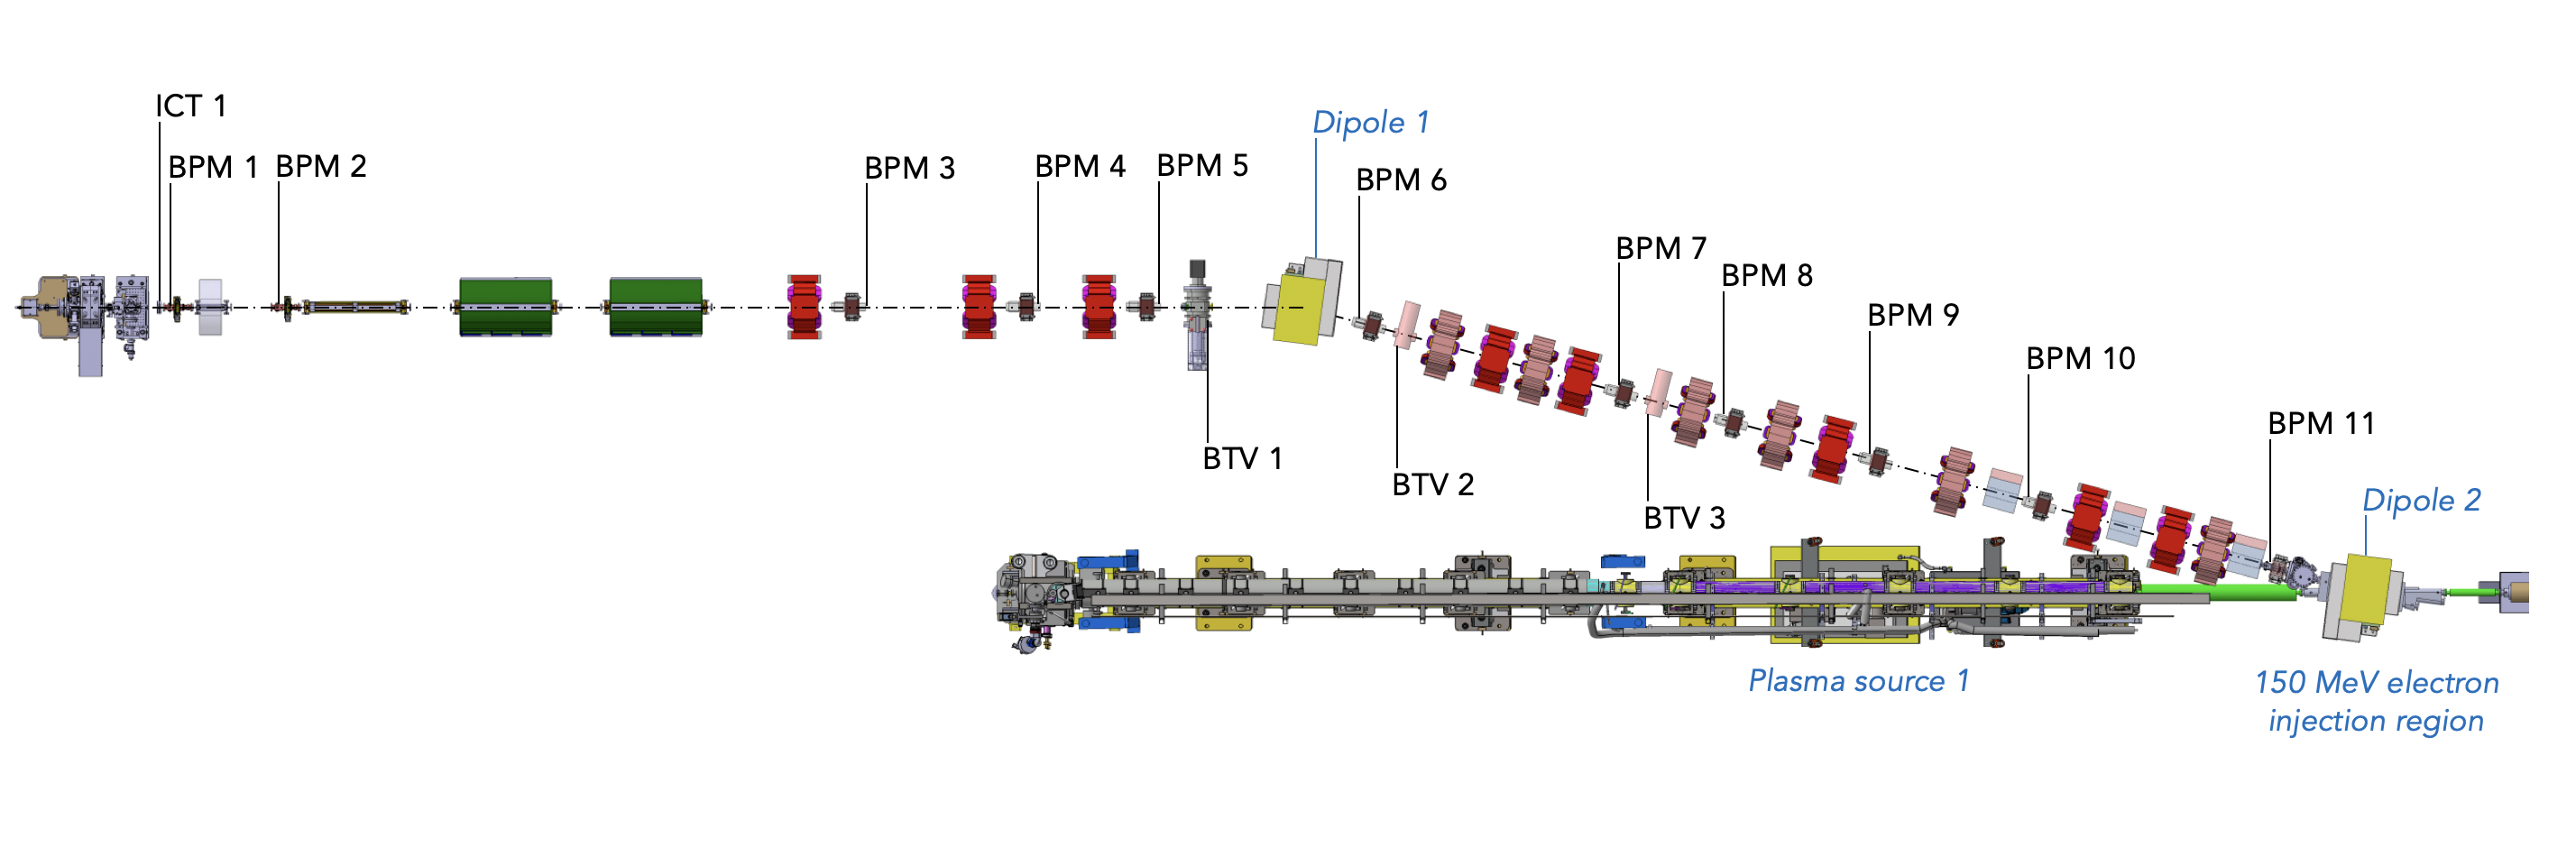 ICT 1
BPM 1
BPM 2
BPM 3
BPM 4
BPM 5
Dipole 1
BPM 6
BPM 7
BPM 8
BPM 9
BPM 10
BPM 11
BTV 1
BTV 2
BTV 3
Dipole 2
Plasma source 1
150 MeV electron
injection region